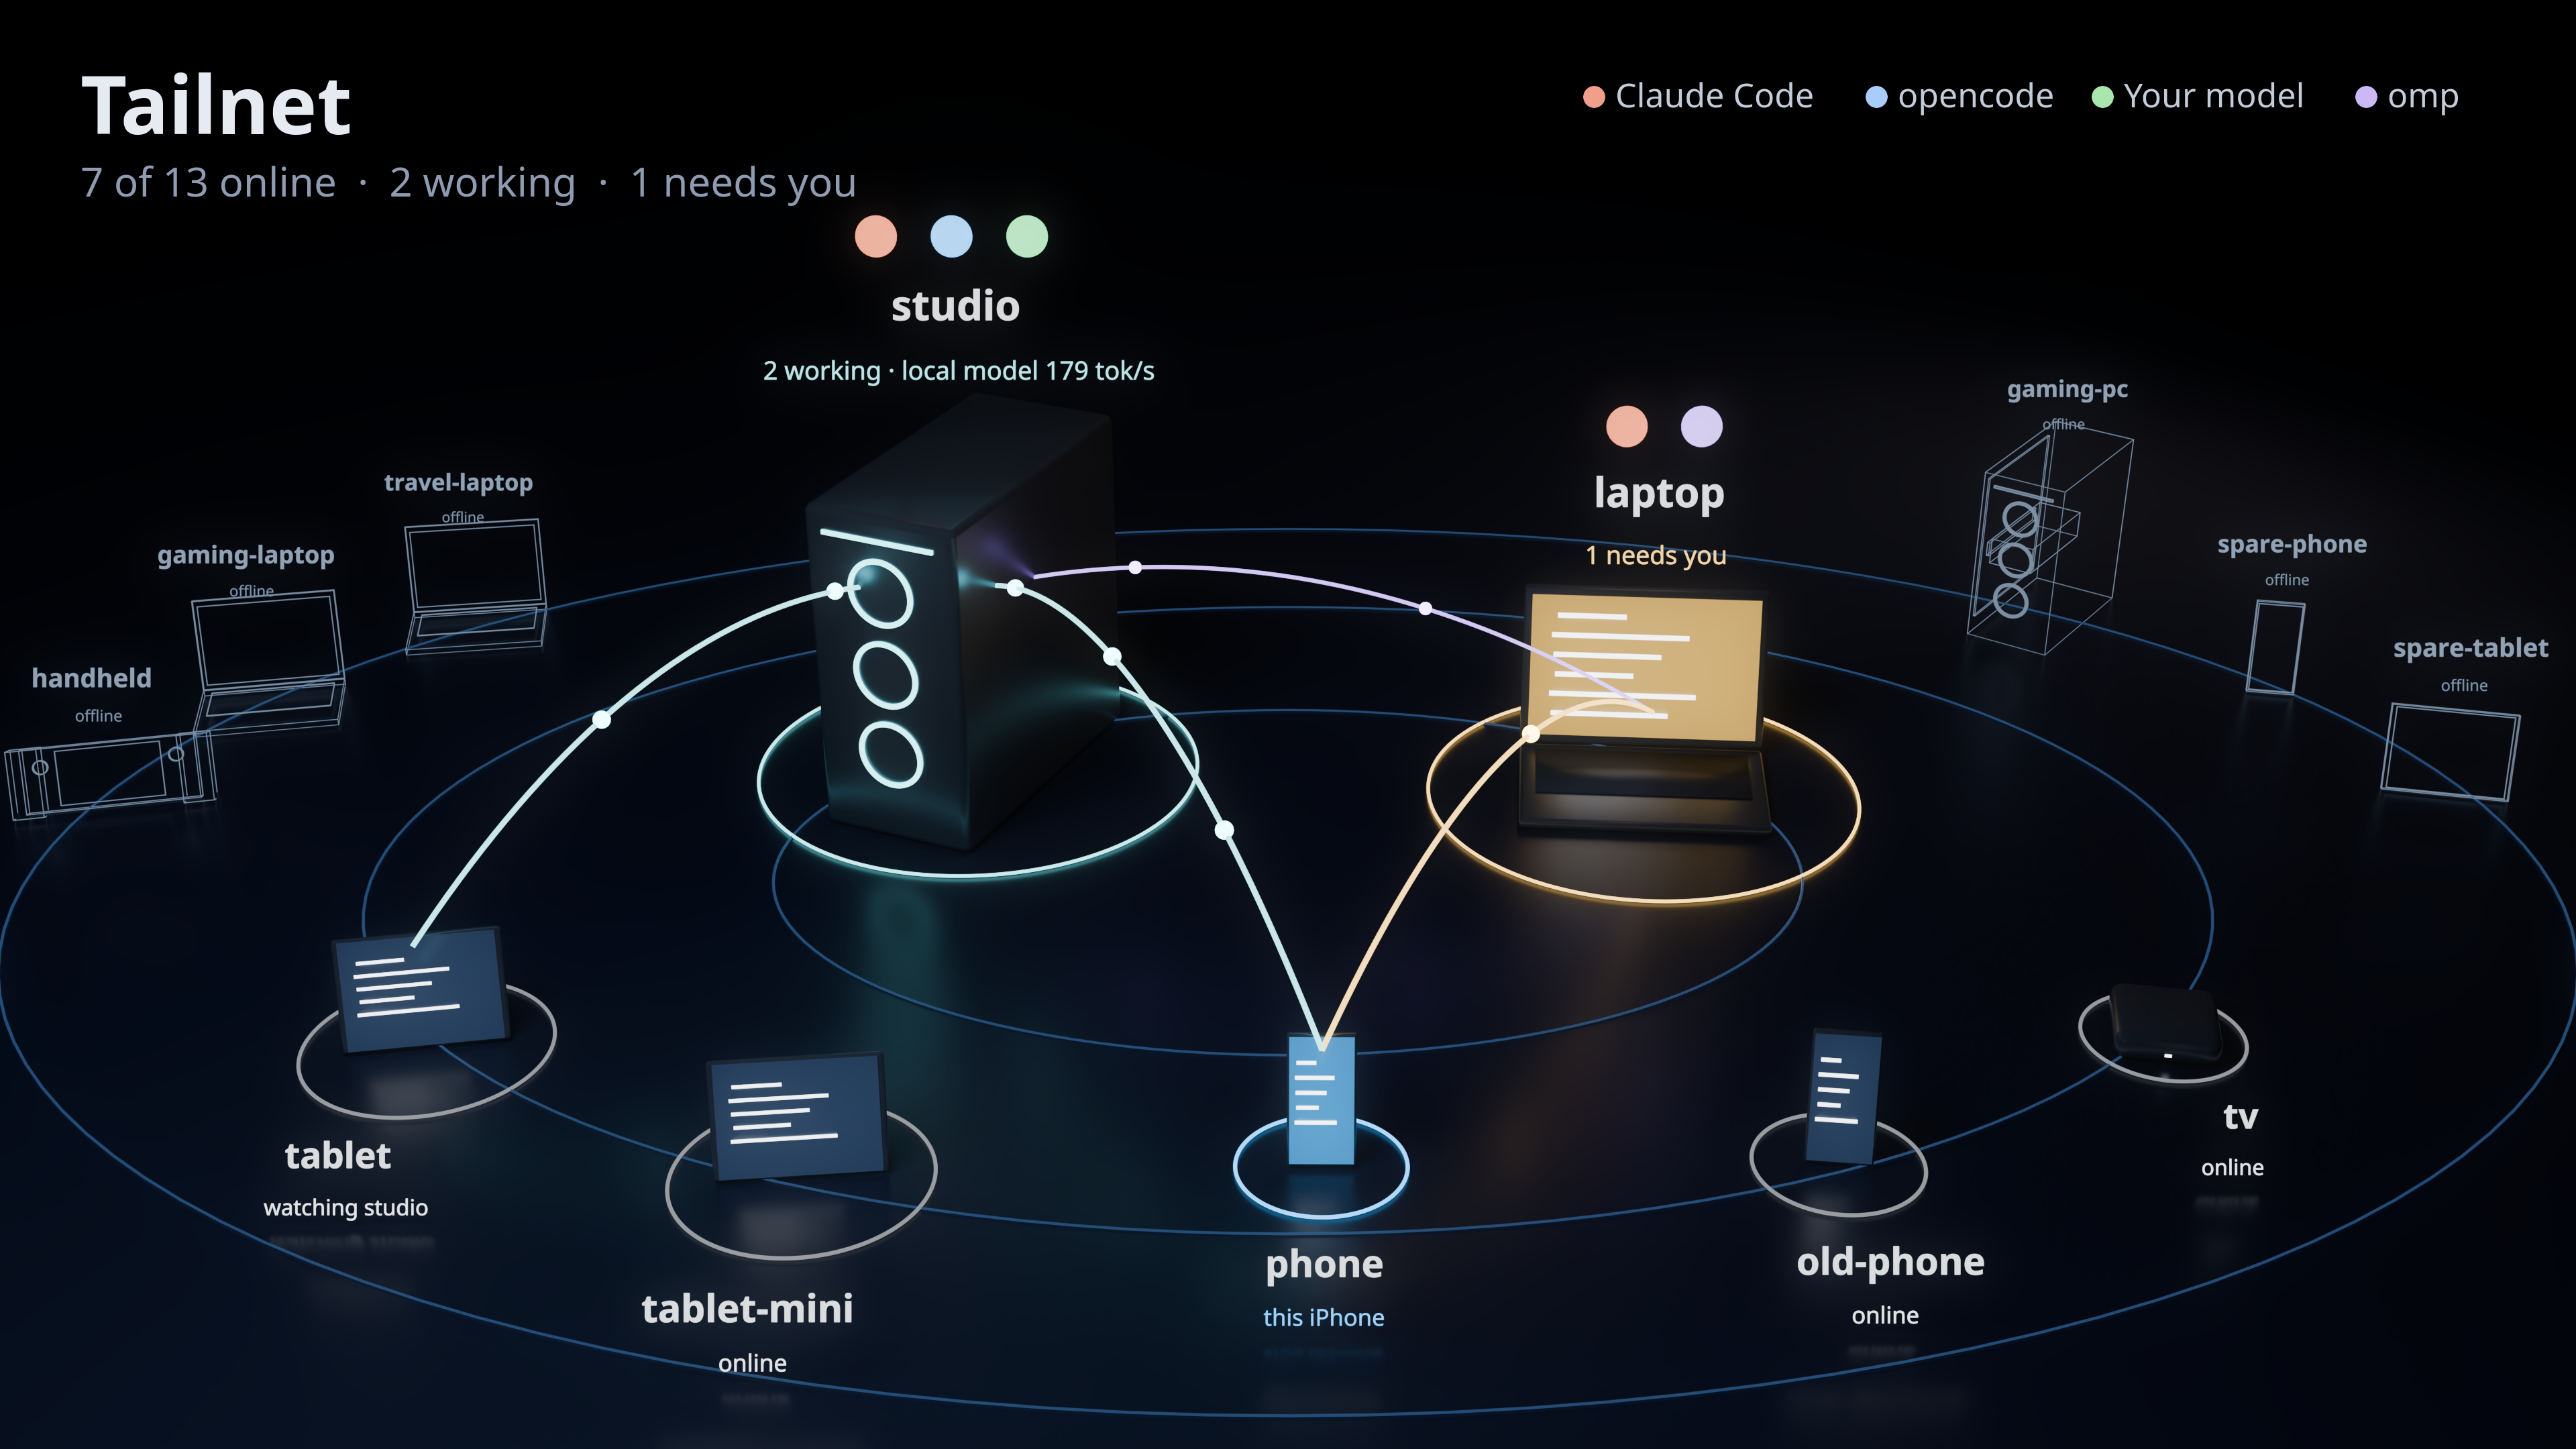 Tailnet
7 of 13 online · 2 working · 1 needs you
Claude Code
opencode
Your model
omp
studio
2 working · local model 179 tok/s
laptop
1 needs you
gaming-pc
offline
travel-laptop
offline
gaming-laptop
offline
handheld
offline
spare-phone
offline
spare-tablet
offline
tablet
watching studio
tablet-mini
online
phone
this iPhone
old-phone
online
tv
online